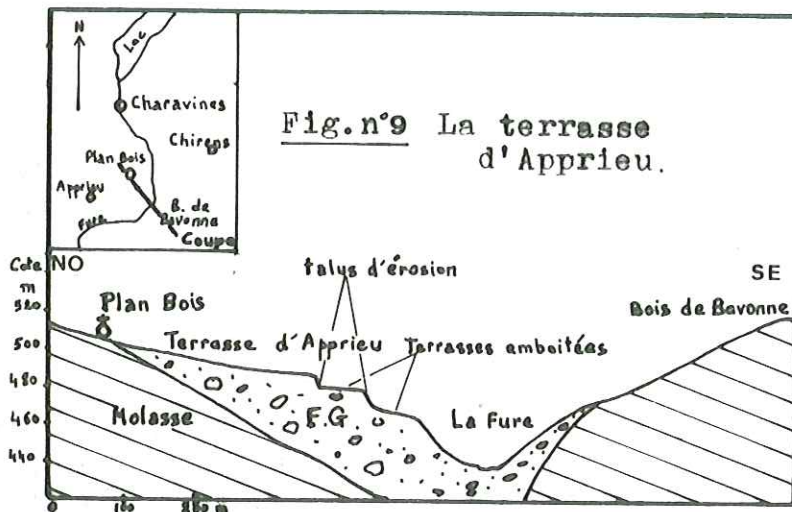 N
Lac
Charavines
Chirens
Plan Bois
Apprieu
B. de
Bavonna
Fure
Coupe
Fig.n°9 La terrasse
d'Apprieu.
Cote NO
m
520
500
480
460
440
talus d'érosion
SE
Plan Bois
Bois de Bavonne
Terrasse d'Apprieu
Terrasses emboitées
Molasse
F.G
La Fure
0 100 200 m